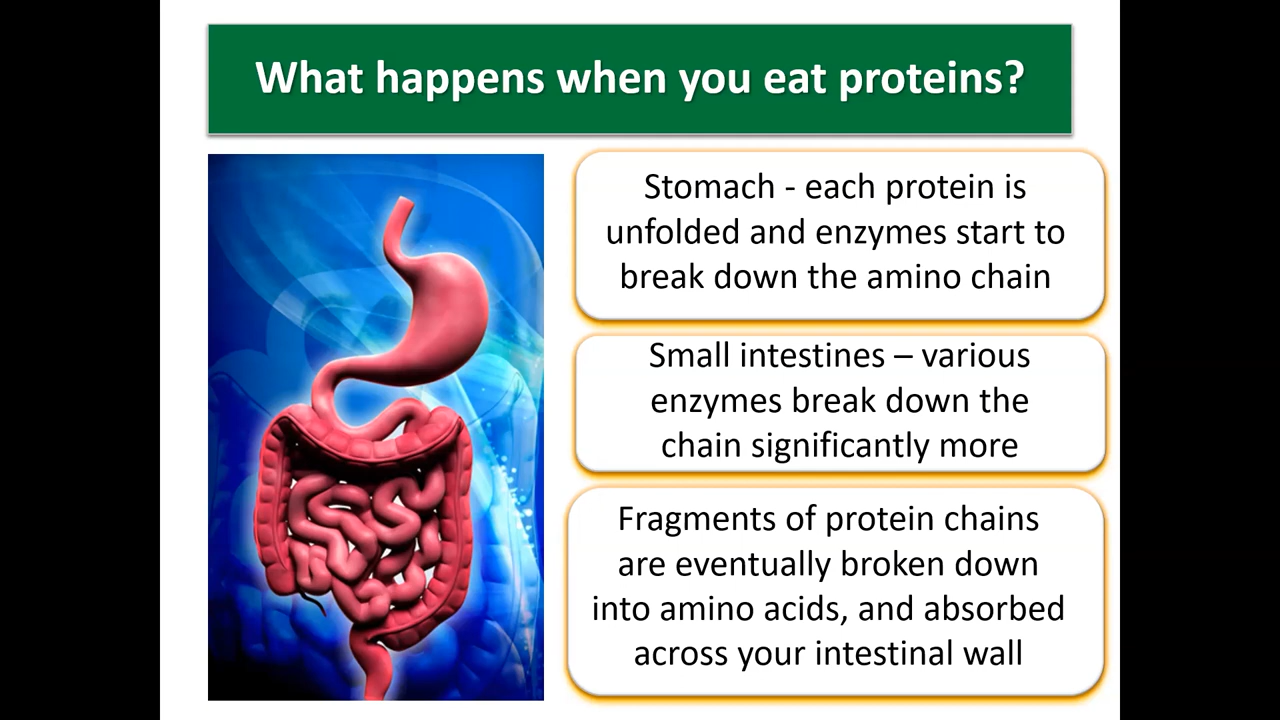 What happens when you eat proteins?
Stomach - each protein is
unfolded and enzymes start to
break down the amino chain
Small intestines – various
enzymes break down the
chain significantly more
Fragments of protein chains
are eventually broken down
into amino acids, and absorbed
across your intestinal wall